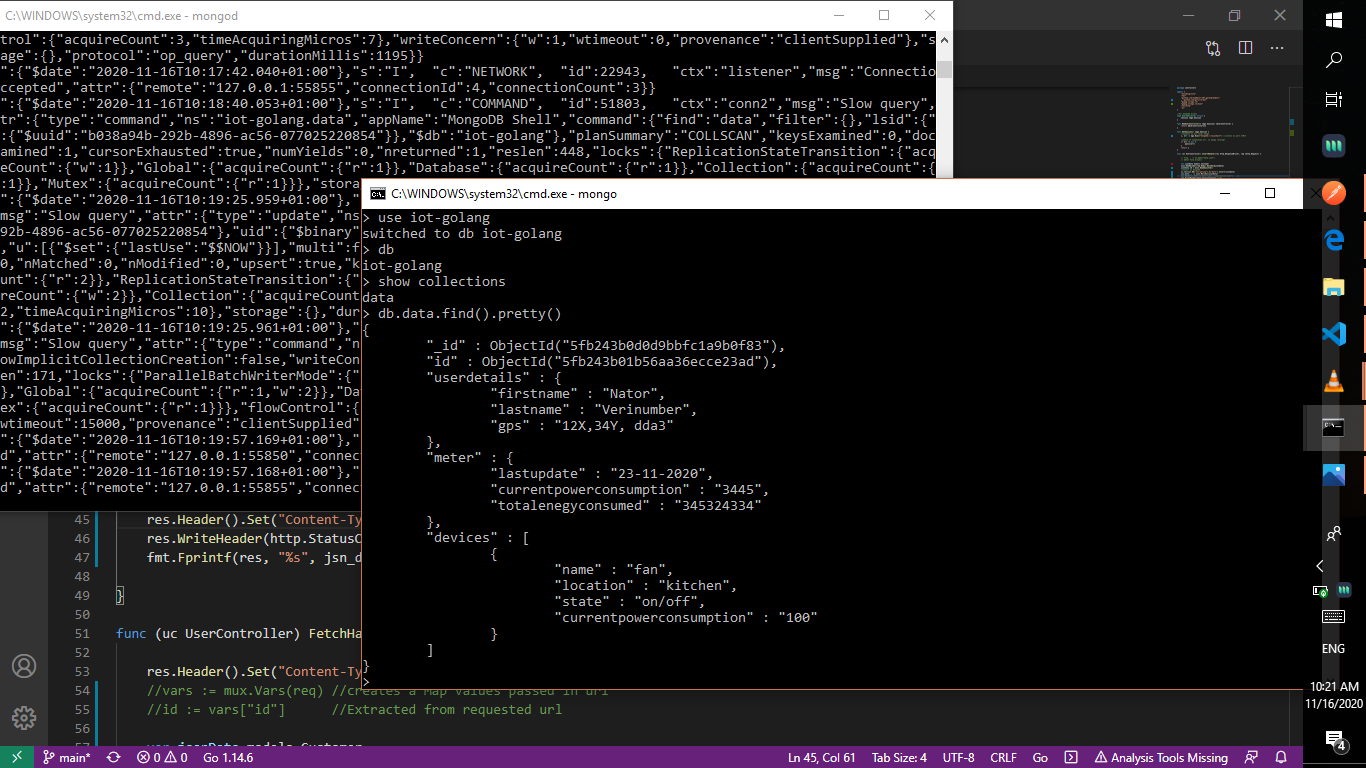 C:\WINDOWS\system32\cmd.exe - mongod
trol":{"acquireCount":3,"timeAcquiringMicros":7},"writeConcern":{"w":1,"wtimeout":0,"provenance":"clientSupplied"},"s
age":{},"protocol":"op_query","durationMillis":1195}}
":{"$date":"2020-11-16T10:17:42.040+01:00"},"s":"I",  "c":"NETWORK",  "id":22943,   "ctx":"listener","msg":"Connectio
ccepted","attr":{"remote":"127.0.0.1:55855","connectionId":4,"connectionCount":3}}
":{"$date":"2020-11-16T10:18:40.053+01:00"},"s":"I",  "c":"COMMAND",  "id":51803,   "ctx":"conn2","msg":"Slow query",
tr":{"type":"command","ns":"iot-golang.data","appName":"MongoDB Shell","command":{"find":"data","filter":{},"lsid":{"
:{"$uuid":"b038a94b-292b-4896-ac56-077025220854"}},"$db":"iot-golang"},"planSummary":"COLLSCAN","keysExamined":0,"doc
amined":1,"cursorExhausted":true,"numYields":0,"nreturned":1,"reslen":448,"locks":{"ReplicationStateTransition":{"acq
eCount":{"w":1}},"Global":{"acquireCount":{"r":1}},"Database":{"acquireCount":{"r":1}},"Collection":{"acquireCount":{
:1}},"Mutex":{"acquireCount":{"r":1}}},"stora
":{"$date":"2020-11-16T10:19:25.959+01:00"},"
msg":"Slow query","attr":{"type":"update","ns
92b-4896-ac56-077025220854"},"uid":{"$binary"
,"u":[{"$set":{"lastUse":"$$NOW"}}],"multi":f
0,"nMatched":0,"nModified":0,"upsert":true,"k
unt":{"r":2}},"ReplicationStateTransition":{"
reCount":{"w":2}},"Collection":{"acquireCount
2,"timeAcquiringMicros":10},"storage":{},"dur
":{"$date":"2020-11-16T10:19:25.961+01:00"},"
msg":"Slow query","attr":{"type":"command","n
owImplicitCollectionCreation":false,"writeCon
en":171,"locks":{"ParallelBatchWriterMode":{"
},"Global":{"acquireCount":{"r":1,"w":2}},"Da
ex":{"acquireCount":{"r":1}}},"flowControl":{
wtimeout":15000,"provenance":"clientSupplied"
":{"$date":"2020-11-16T10:19:57.169+01:00"},"
d","attr":{"remote":"127.0.0.1:55850","connec
":{"$date":"2020-11-16T10:19:57.168+01:00"},"
d","attr":{"remote":"127.0.0.1:55855","connec
C:\WINDOWS\system32\cmd.exe - mongo
> use iot-golang
switched to db iot-golang
> db
iot-golang
> show collections
data
> db.data.find().pretty()
{
"_id" : ObjectId("5fb243b0d0d9bbfc1a9b0f83"),
"id" : ObjectId("5fb243b01b56aa36ecce23ad"),
"userdetails" : {
"firstname" : "Nator",
"lastname" : "Verinumber",
"gps" : "12X,34Y, dda3"
},
"meter" : {
"lastupdate" : "23-11-2020",
"currentpowerconsumption" : "3445",
"totalenegyconsumed" : "345324334"
},
"devices" : [
{
"name" : "fan",
"location" : "kitchen",
"state" : "on/off",
"currentpowerconsumption" : "100"
}
]
}
>
45 res.Header().Set("Content-Ty
46 res.WriteHeader(http.StatusC
47 fmt.Fprintf(res, "%s", jsn_d
48
49 }
50
51 func (uc UserController) FetchHa
52
53 res.Header().Set("Content-Ty
54 //vars := mux.Vars(req) //creates a Map values passed in url
55 //id := vars["id"] //Extracted from requested url
56
main* 0 0 Go 1.14.6 Ln 45, Col 61 Tab Size: 4 UTF-8 CRLF Go Analysis Tools Missing
ENG
10:21 AM
11/16/2020
4